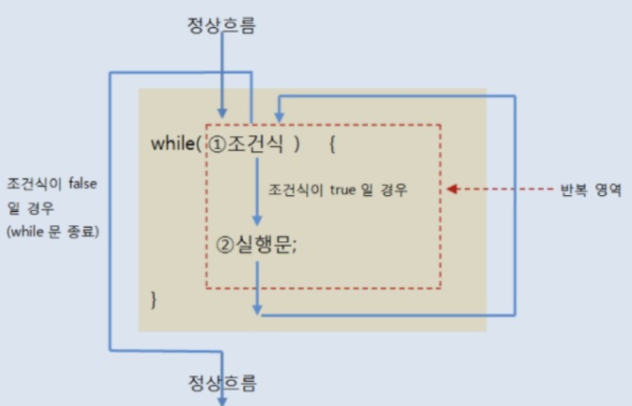 정상흐름
while( ①조건식 ) {
조건식이 true 일 경우
조건식이 false
일 경우
(while 문 종료)
반복 영역
②실행문;
}
정상흐름